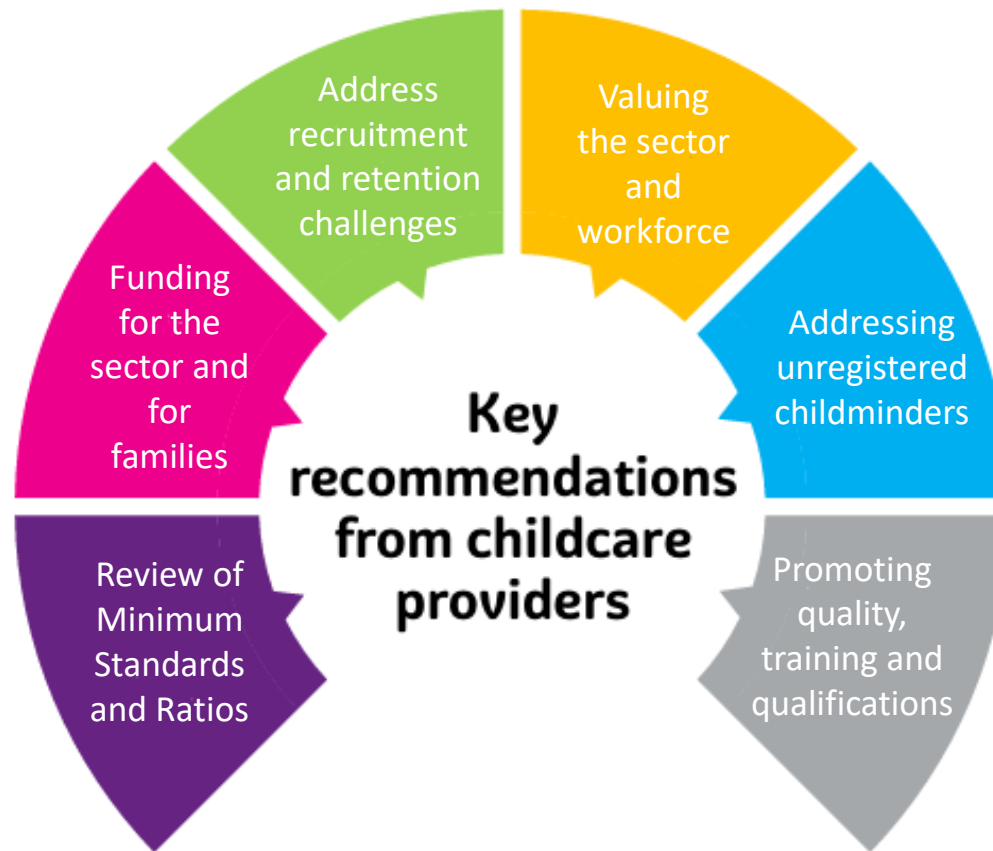 Address
recruitment
and retention
challenges
Valuing
the sector
and
workforce
Funding
for the
sector and
for
families
Addressing
unregistered
childminders
Key
recommendations
from childcare
providers
Review of
Minimum
Standards
and Ratios
Promoting
quality,
training and
qualifications